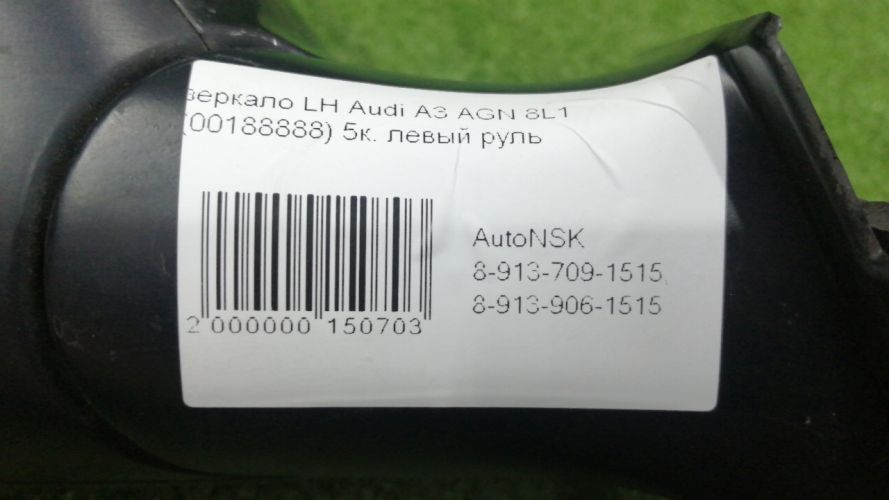 зеркало LH Audi A3 AGN 8L1
(00188888) 5к. левый руль
AutoNSK
8-913-709-1515
8-913-906-1515
2 000000 150703